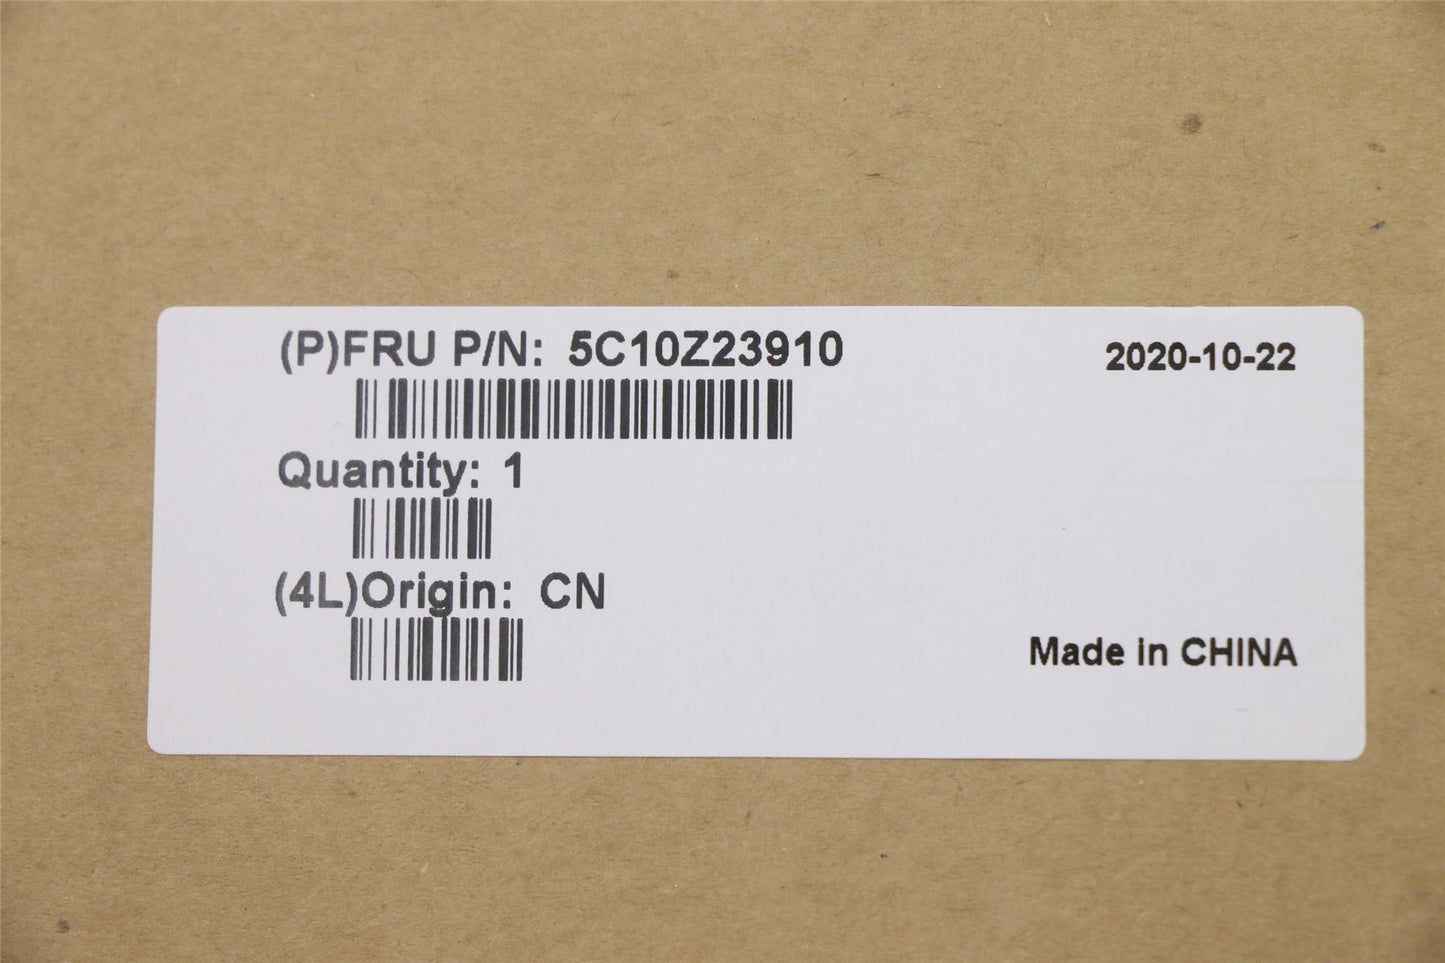 (P)FRU P/N: 5C10Z23910
2020-10-22
Quantity: 1
(4L)Origin: CN
Made in CHINA